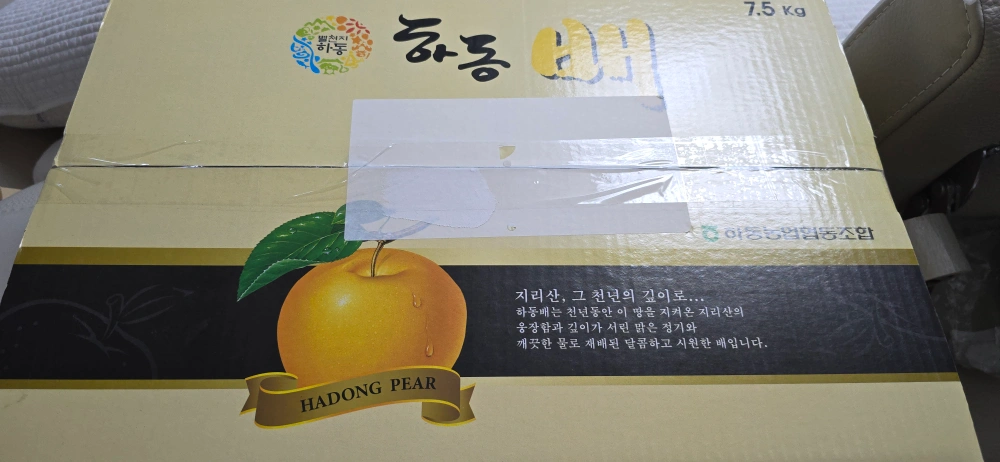 7.5 Kg
별천지
하동
하동 배
하동농업협동조합
지리산, 그 천년의 깊이로...
하동배는 천년동안 이 땅을 지켜온 지리산의
웅장함과 깊이가 서린 맑은 정기와
깨끗한 물로 재배된 달콤하고 시원한 배입니다.
HADONG PEAR